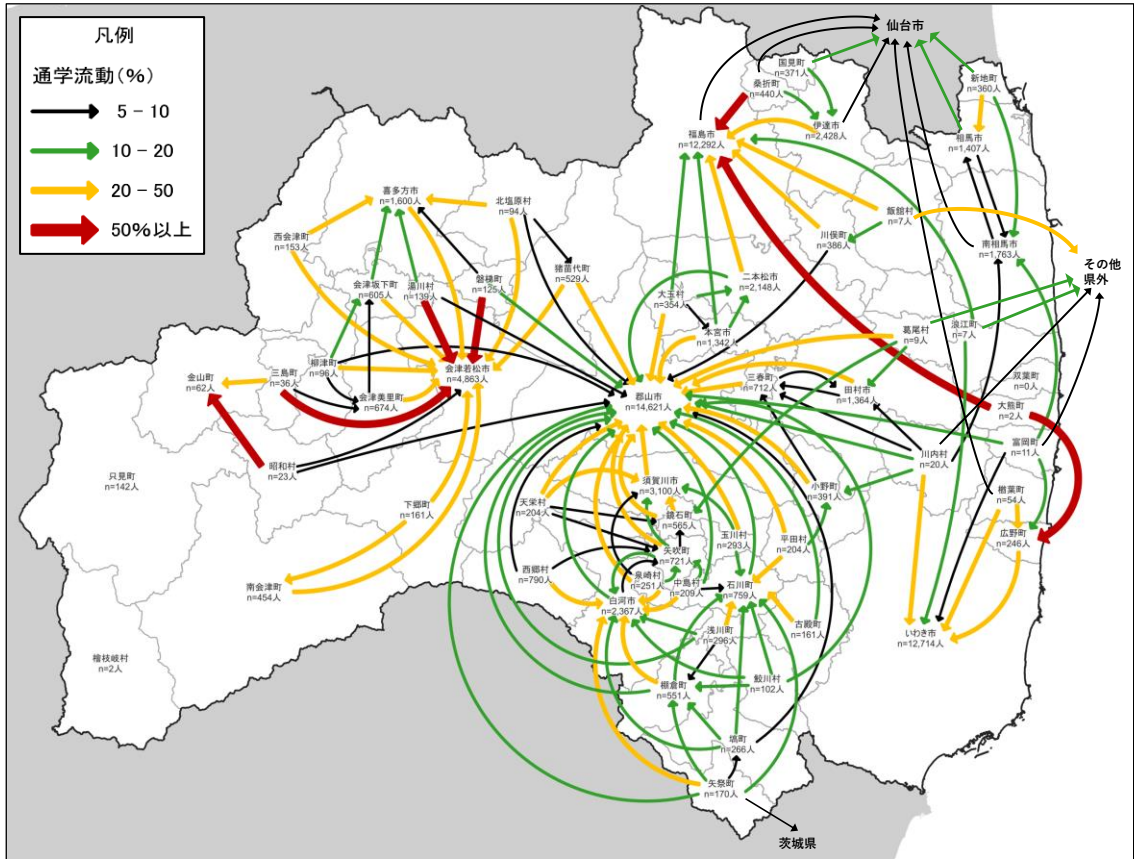 凡例
通学流動(%)
5 - 10
10 - 20
20 - 50
50%以上
仙台市
国見町
n=371人
桑折町
n=440人
新地町
n=360人
伊達市
n=2,428人
福島市
n=12,292人
相馬市
n=1,407人
喜多方市
n=1,600人
北塩原村
n=94人
飯舘村
n=7人
西会津町
n=153人
川俣町
n=386人
南相馬市
n=1,763人
その他
県外
猪苗代町
n=529人
二本松市
n=2,148人
会津坂下町
n=605人
湯川村
n=139人
磐梯町
n=125人
大玉村
n=354人
本宮市
n=1,342人
葛尾村
n=9人
浪江町
n=7人
柳津町
n=96人
会津若松市
n=4,863人
三島町
n=36人
金山町
n=62人
会津美里町
n=674人
三春町
n=712人
田村市
n=1,364人
双葉町
n=0人
郡山市
n=14,621人
大熊町
n=2人
富岡町
n=11人
川内村
n=20人
昭和村
n=23人
只見町
n=142人
須賀川市
n=3,100人
小野町
n=391人
楢葉町
n=54人
下郷町
n=161人
天栄村
n=204人
鏡石町
n=565人
広野町
n=246人
玉川村
n=293人
平田村
n=204人
矢吹町
n=721人
西郷村
n=790人
泉崎村
n=251人
中島村
n=209人
石川町
n=759人
南会津町
n=454人
白河市
n=2,367人
古殿町
n=161人
いわき市
n=12,714人
浅川町
n=296人
檜枝岐村
n=2人
棚倉町
n=551人
鮫川村
n=102人
塙町
n=266人
矢祭町
n=170人
茨城県